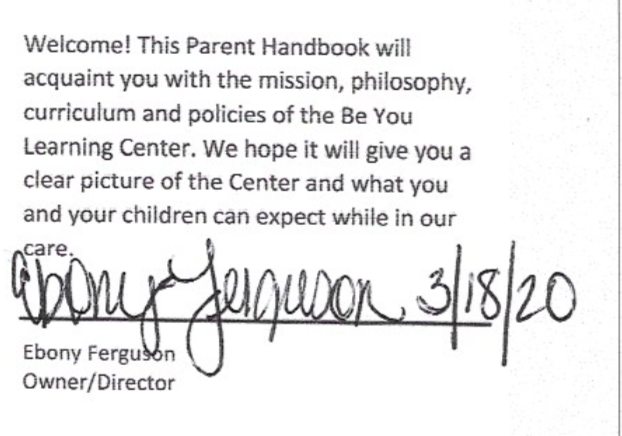 Welcome! This Parent Handbook will
acquaint you with the mission, philosophy,
curriculum and policies of the Be You
Learning Center. We hope it will give you a
clear picture of the Center and what you
and your children can expect while in our
care.
Ebony Ferguson 3/18/20
Ebony Ferguson
Owner/Director